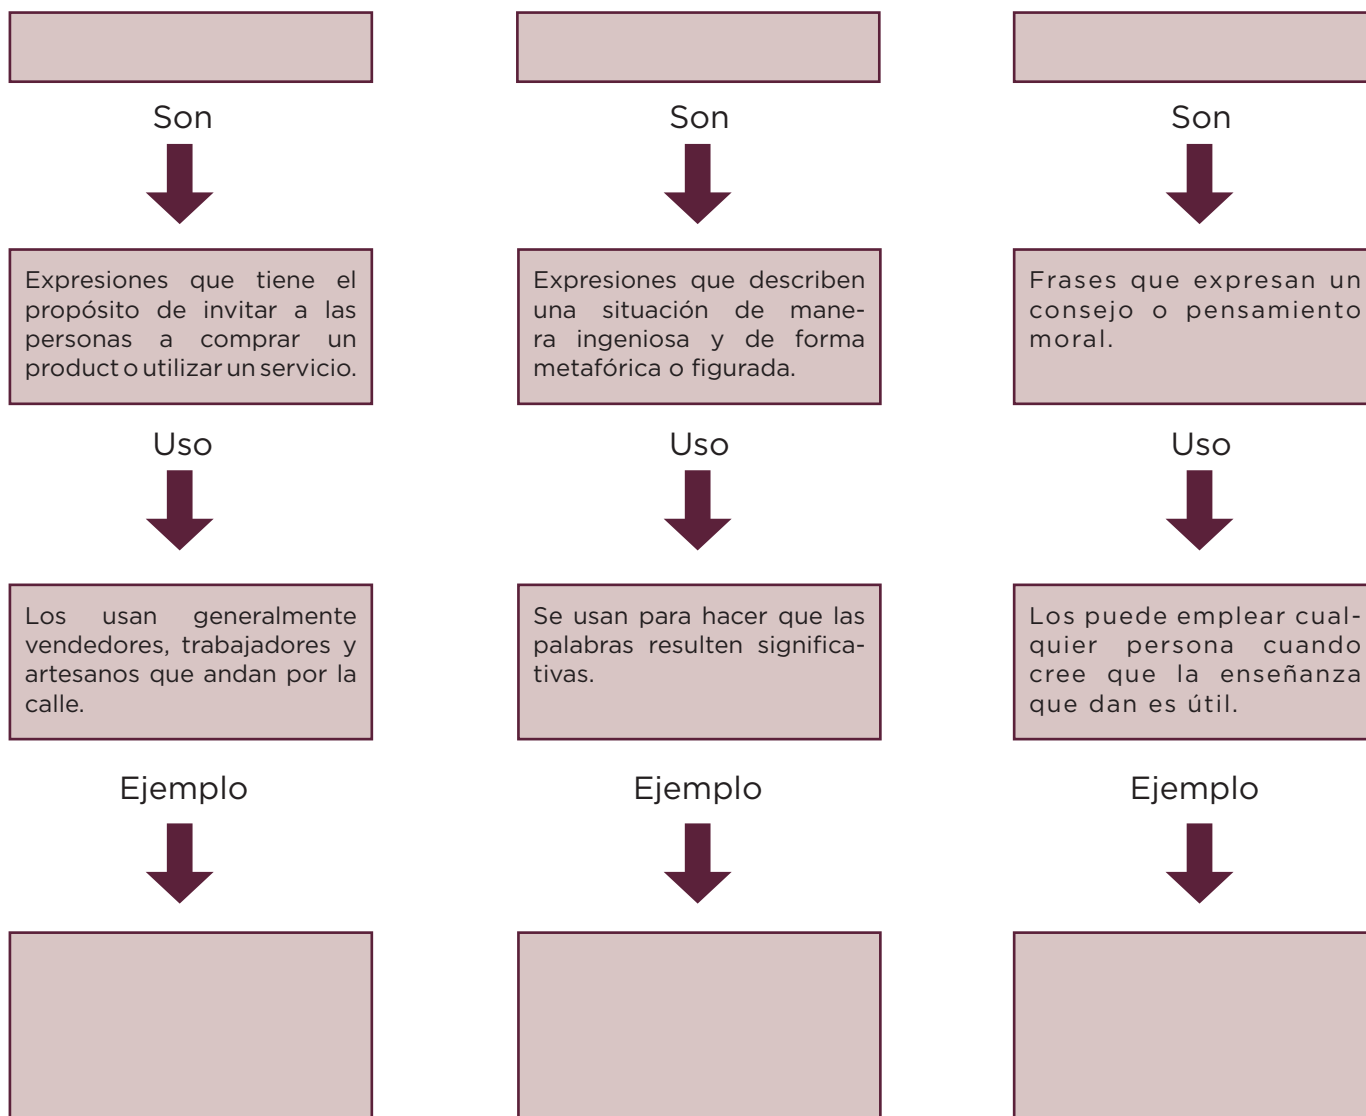 Son
Expresiones que tiene el
propósito de invitar a las
personas a comprar un
product o utilizar un servicio.
Uso
Los usan generalmente
vendedores, trabajadores y
artesanos que andan por la
calle.
Ejemplo
Son
Expresiones que describen
una situación de mane-
ra ingeniosa y de forma
metafórica o figurada.
Uso
Se usan para hacer que las
palabras resulten significa-
tivas.
Ejemplo
Son
Frases que expresan un
consejo o pensamiento
moral.
Uso
Los puede emplear cual-
quier persona cuando
cree que la enseñanza
que dan es útil.
Ejemplo